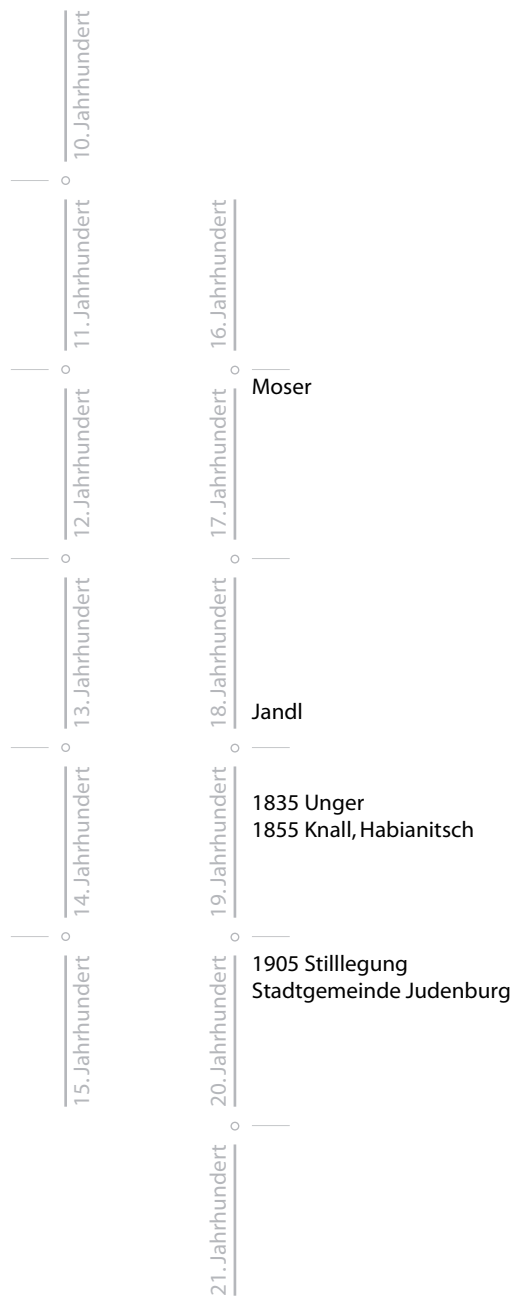 10. Jahrhundert
11. Jahrhundert
12. Jahrhundert
13. Jahrhundert
14. Jahrhundert
15. Jahrhundert
16. Jahrhundert
Moser
17. Jahrhundert
18. Jahrhundert
Jandl
19. Jahrhundert
1835 Unger
1855 Knall, Habianitsch
20. Jahrhundert
1905 Stilllegung
Stadtgemeinde Judenburg
21. Jahrhundert